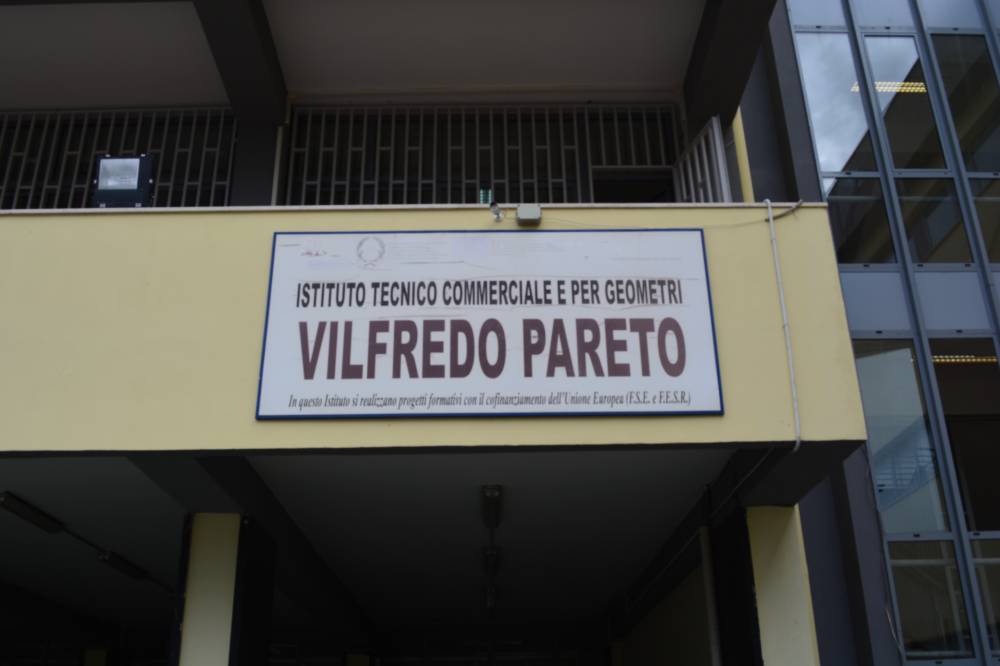 ISTITUTO TECNICO COMMERCIALE E PER GEOMETRI
VILFREDO PARETO
In questo Istituto si realizzano progetti formativi con il cofinanziamento dell'Unione Europea (F.S.E. e F.E.S.R.)